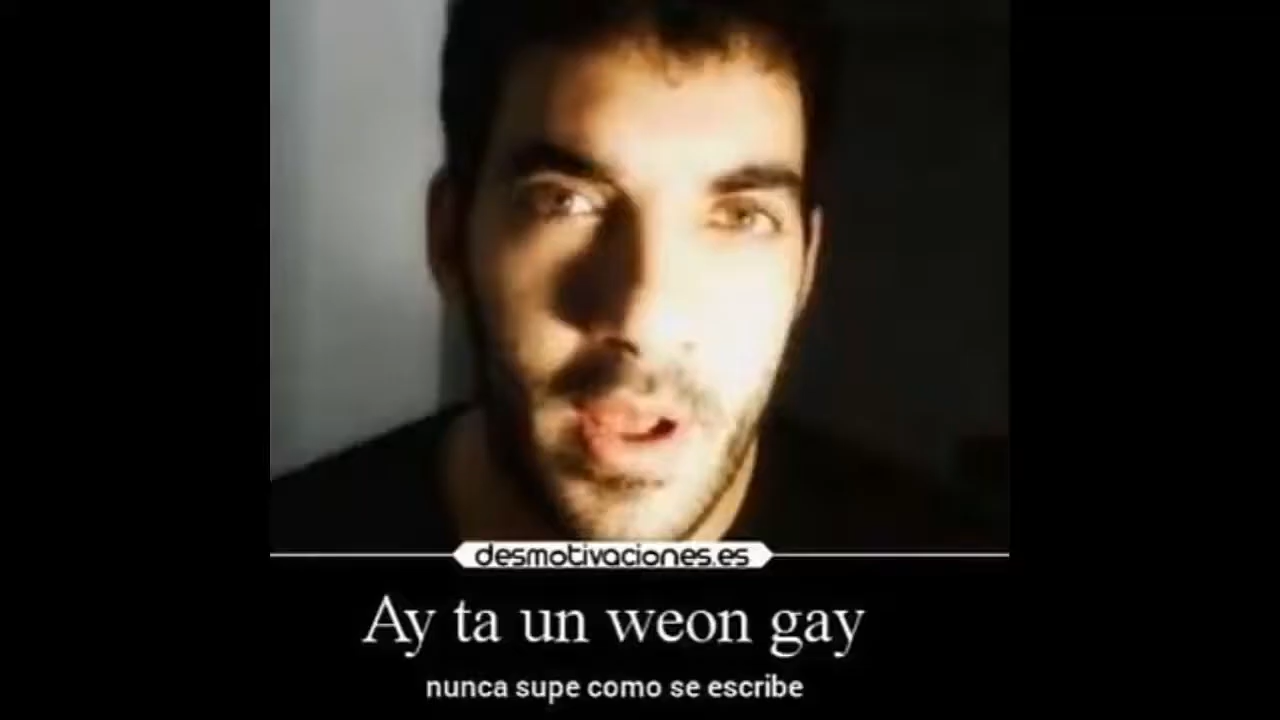 desmotivaciones.es
Ay ta un weon gay
nunca supe como se escribe